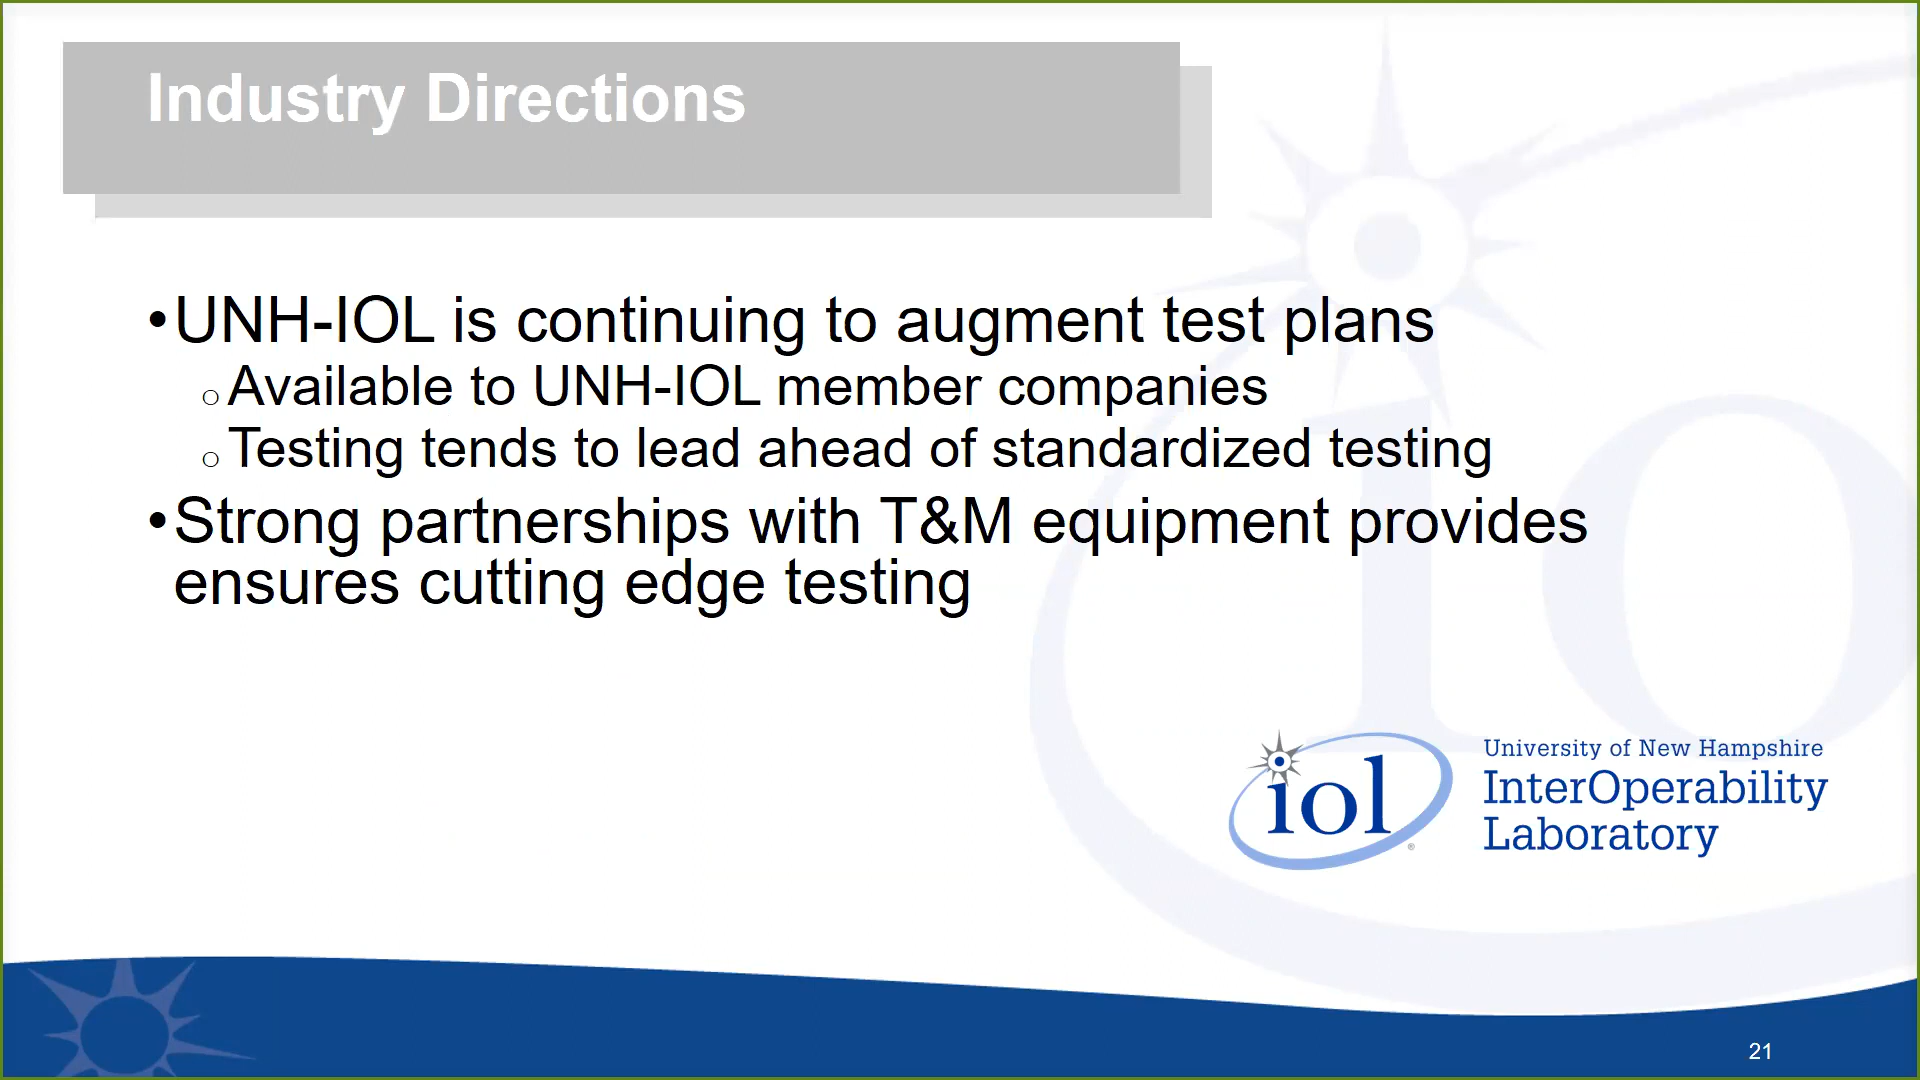 Industry Directions
•UNH-IOL is continuing to augment test plans
○Available to UNH-IOL member companies
○Testing tends to lead ahead of standardized testing
•Strong partnerships with T&M equipment provides
ensures cutting edge testing
iol®
University of New Hampshire
InterOperability
Laboratory
21